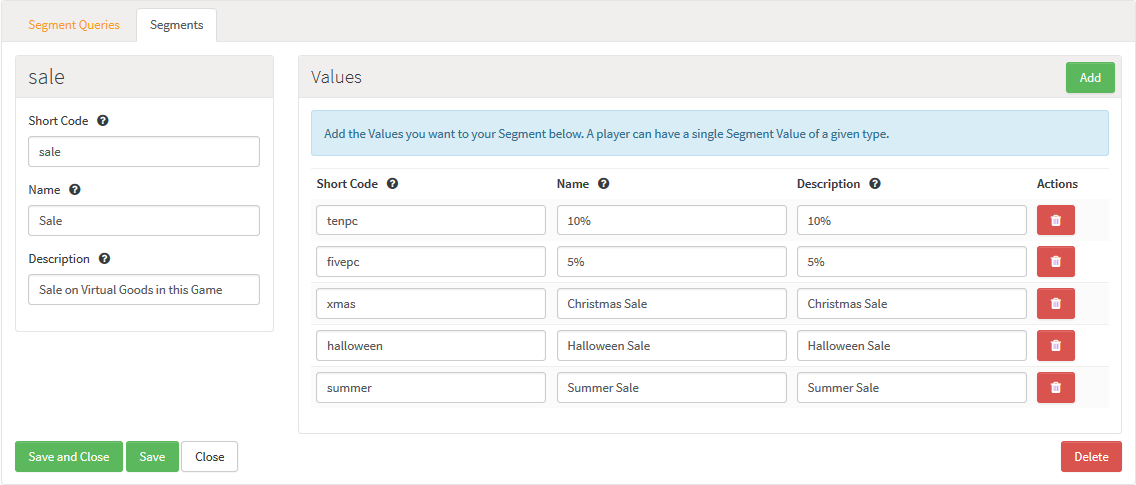 Segment Queries Segments
sale
Short Code
sale
Name
Sale
Description
Sale on Virtual Goods in this Game
Values Add
Add the Values you want to your Segment below. A player can have a single Segment Value of a given type.
Short Code Name Description Actions
tenpc 10% 10%
fivepc 5% 5%
xmas Christmas Sale Christmas Sale
halloween Halloween Sale Halloween Sale
summer Summer Sale Summer Sale
Save and Close Save Close Delete